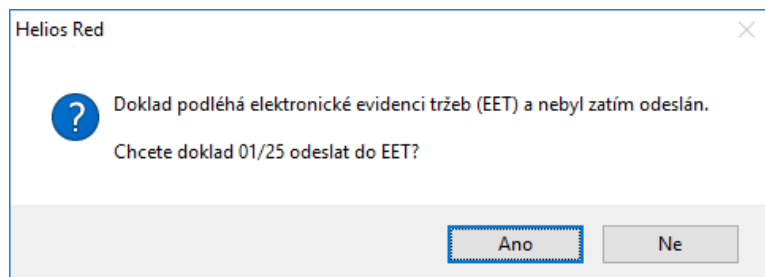 Helios Red
Doklad podléhá elektronické evidenci tržeb (EET) a nebyl zatím odeslán.
Chcete doklad 01/25 odeslat do EET?
Ano
Ne